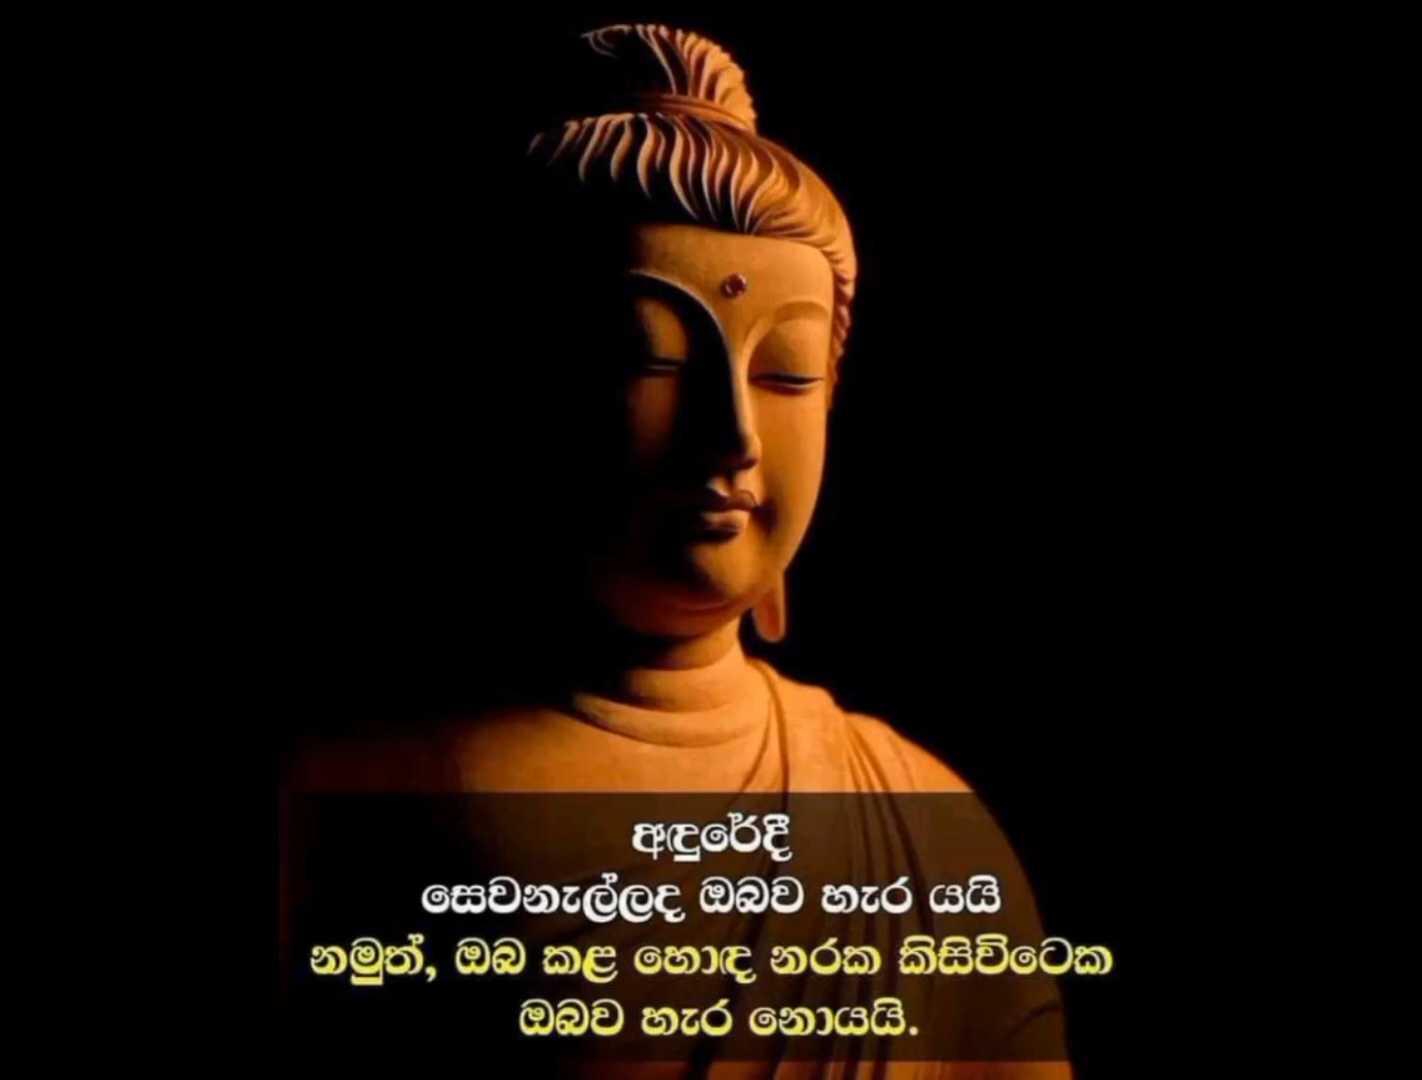 අඳුරේදී
සෙවනැල්ලද ඔබව හැර යයි
නමුත්, ඔබ කළ හොඳ නරක කිසිවිටෙක
ඔබව හැර නොයයි.